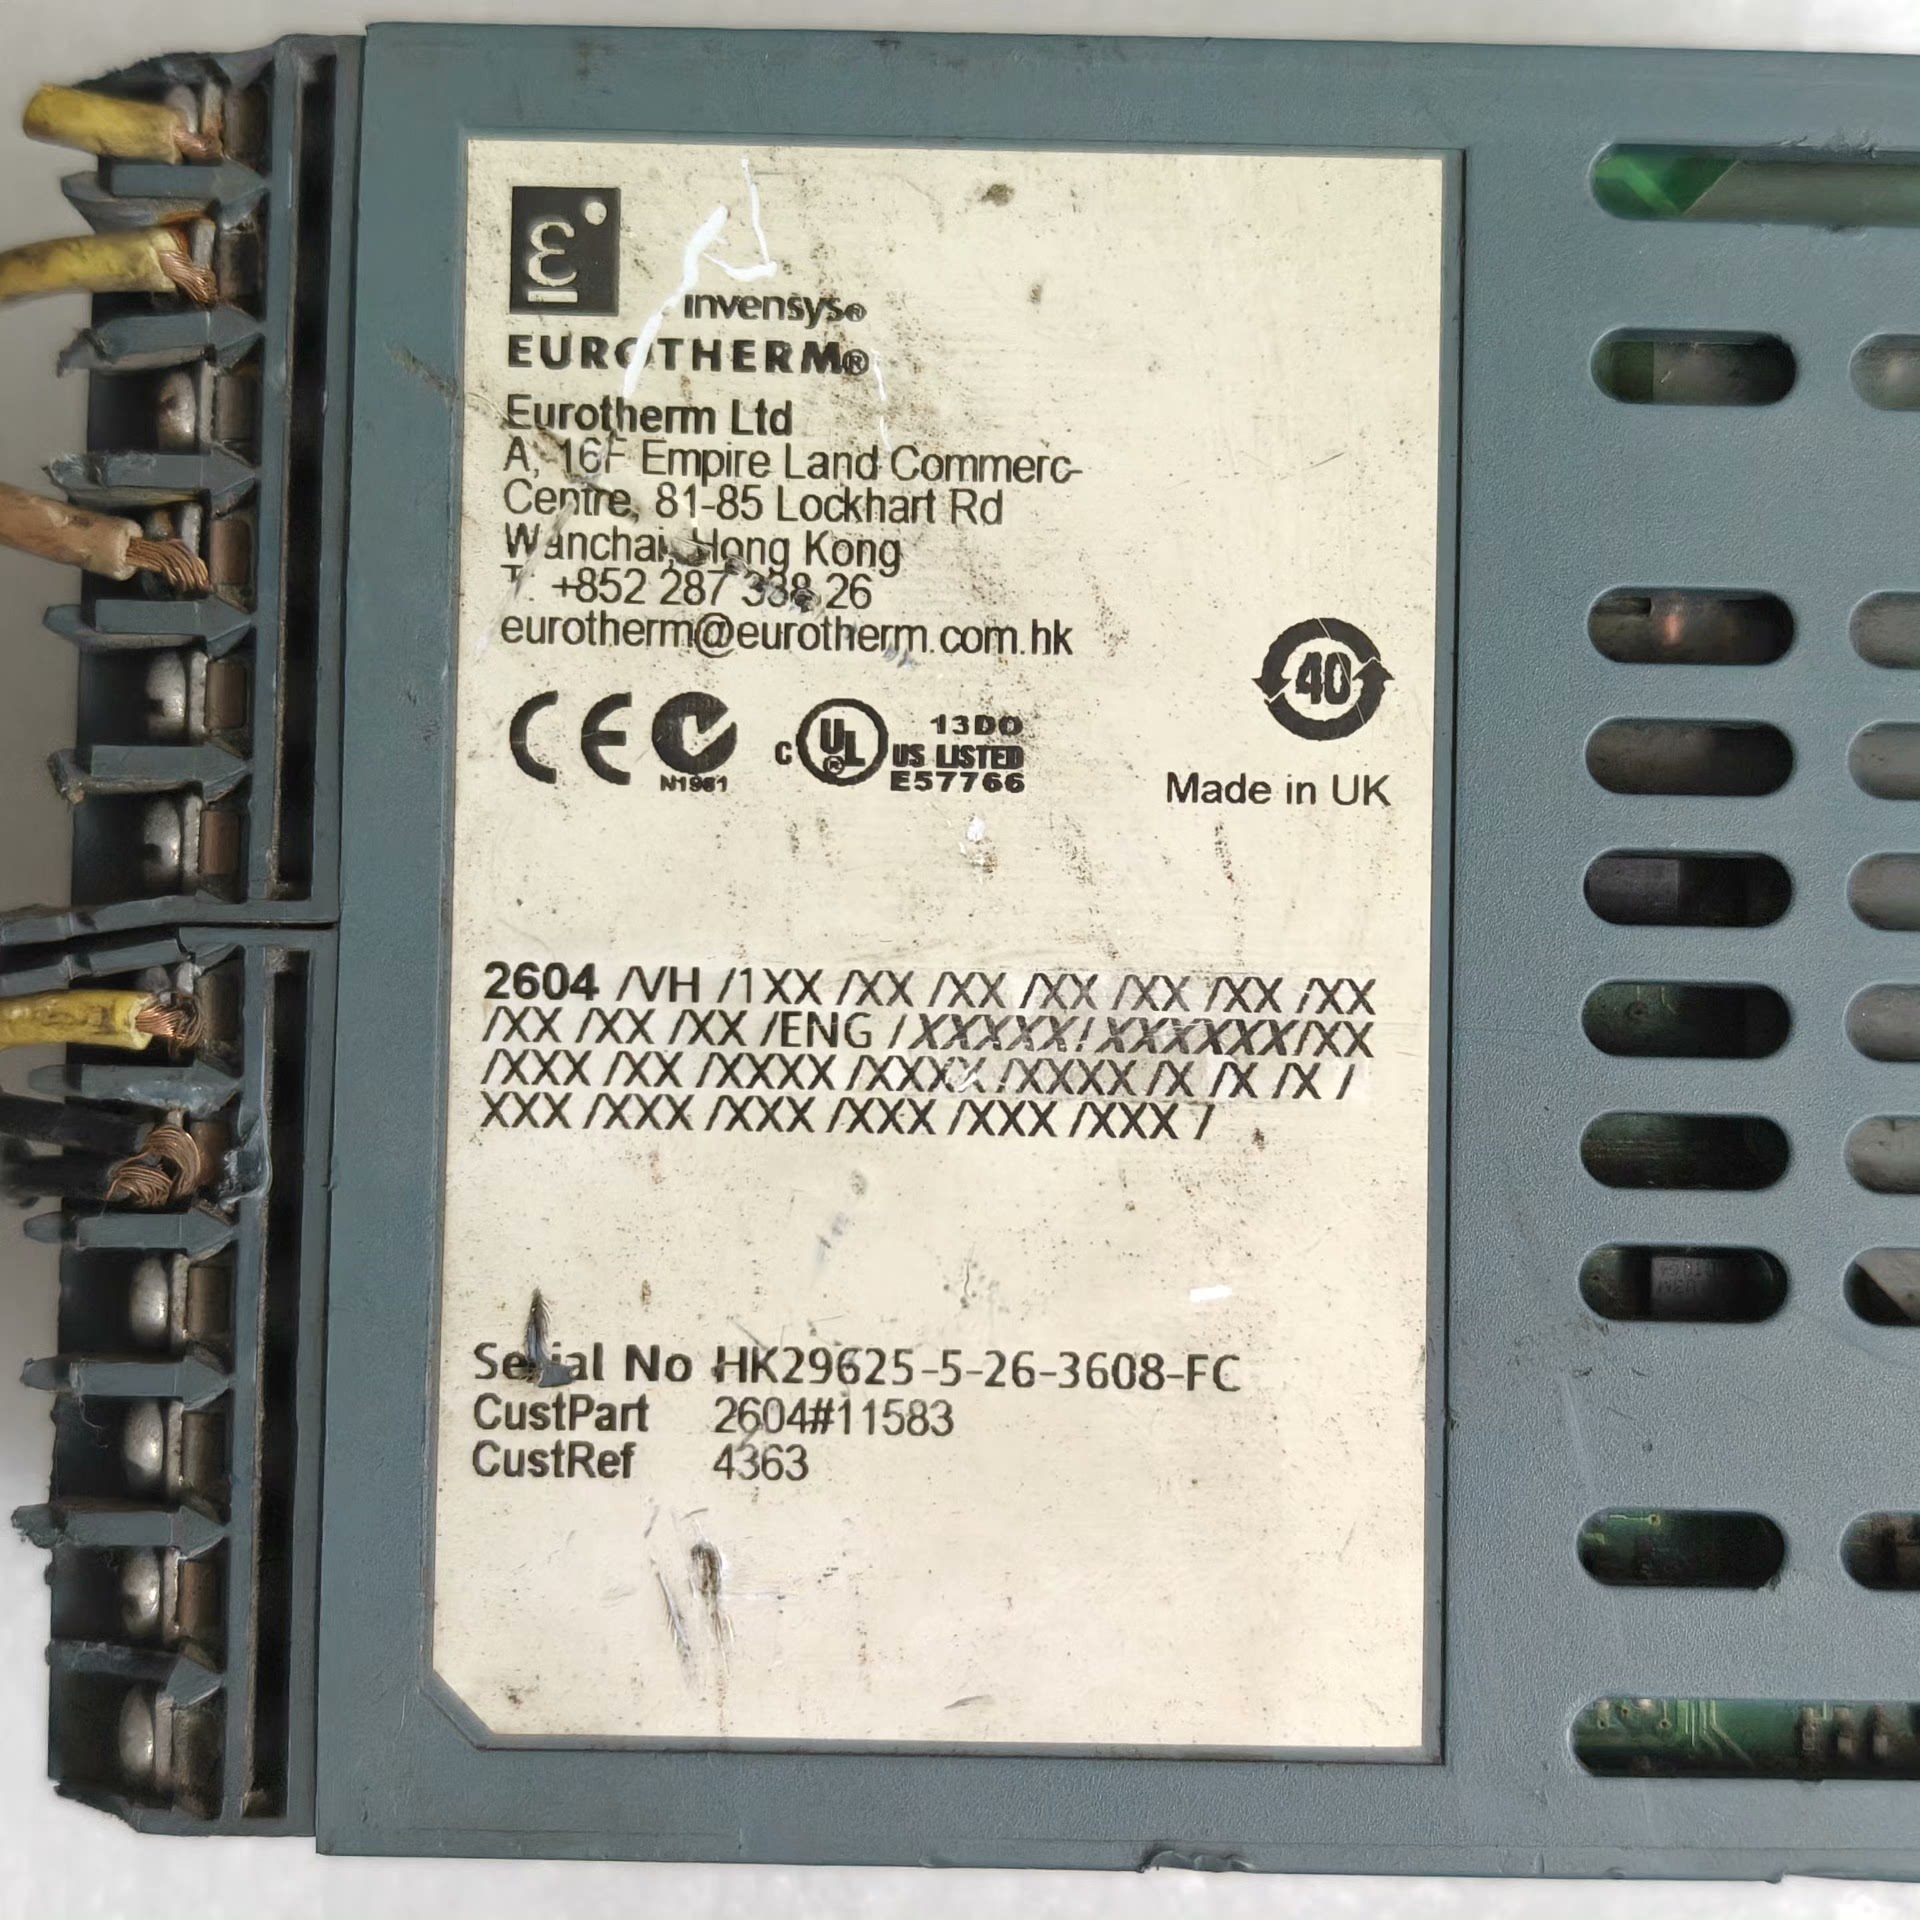 invensys®
EUROTHERM®
Eurotherm Ltd
A, 16F Empire Land Commerc-
Centre, 81-85 Lockhart Rd
Wanchai, Hong Kong
T: +852 287 338 26
eurotherm@eurotherm.com.hk
40
CE N1961
C UL® US LISTED
13DO
E57766
Made in UK
2604 /VH /1XX /XX /XX /XX /XX /XX /XX
/XX /XX /XX /ENG /XXXXX/XXXXXX/XX
/XXX /XX /XXXX /XXXX /XXXX /X /X /X /
XXX /XXX /XXX /XXX /XXX /XXX /
Serial No HK29625-5-26-3608-FC
CustPart 2604#11583
CustRef 4363